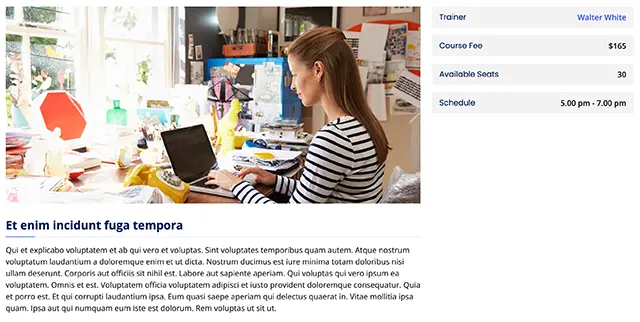 Trainer Walter White
Course Fee $165
Available Seats 30
Schedule 5.00 pm - 7.00 pm
Et enim incidunt fuga tempora
Qui et explicabo voluptatem et ab qui vero et voluptas. Sint voluptates temporibus quam autem. Atque nostrum
voluptatum laudantium a doloremque enim et ut dicta. Nostrum ducimus est iure minima totam doloribus nisi
ullam deserunt. Corporis aut officiis sit nihil est. Labore aut sapiente aperiam. Qui voluptas qui vero ipsum ea
voluptatem. Omnis et est. Voluptatem officia voluptatem adipisci et iusto provident doloremque consequatur. Quia
et porro est. Et qui corrupti laudantium ipsa. Eum quasi saepe aperiam qui delectus quaerat in. Vitae mollitia ipsa
quam. Ipsa aut qui numquam eum iste est dolorum. Rem voluptas ut sit ut.